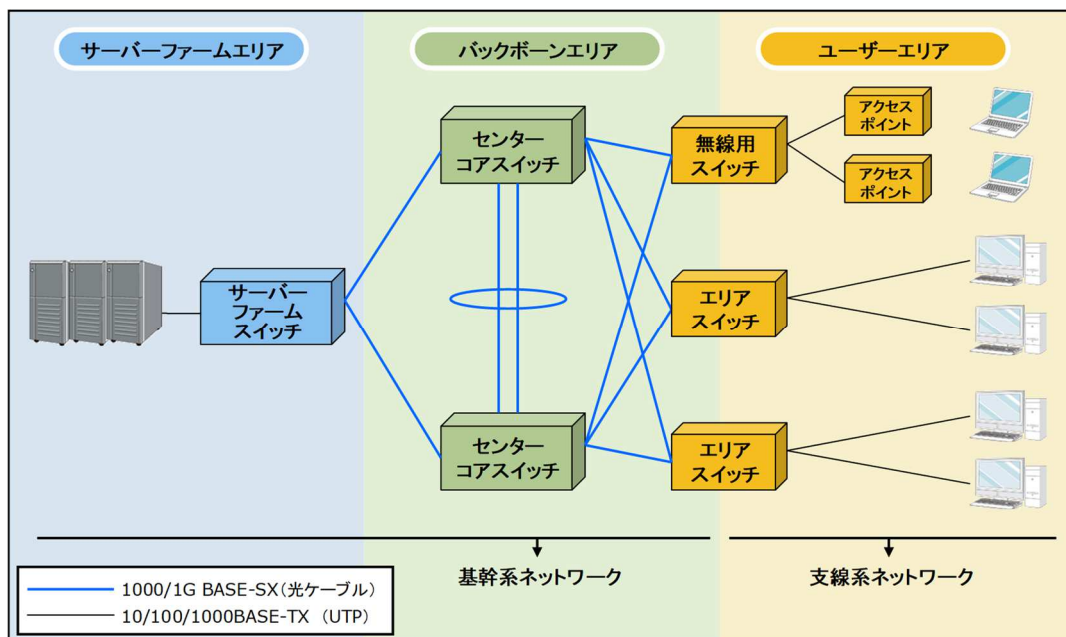 サーバーファームエリア
バックボーンエリア
ユーザーエリア
センター
コアスイッチ
無線用
スイッチ
アクセス
ポイント
アクセス
ポイント
サーバー
ファーム
スイッチ
エリア
スイッチ
センター
コアスイッチ
エリア
スイッチ
基幹系ネットワーク
支線系ネットワーク
1000/1G BASE-SX(光ケーブル)
10/100/1000BASE-TX (UTP)